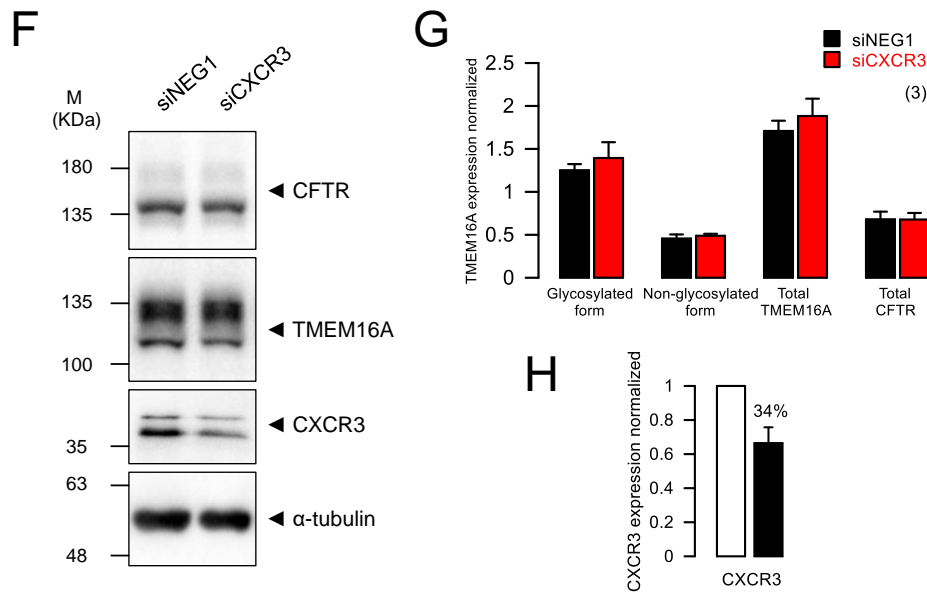 F
siNEG1
siCXCR3
M
(KDa)
180
135
CFTR
135
100
TMEM16A
35
CXCR3
63
48
α-tubulin
G
siNEG1
siCXCR3
(3)
TMEM16A expression normalized
2.5
2
1.5
1
0.5
0
Glycosylated
form
Non-glycosylated
form
Total
TMEM16A
Total
CFTR
H
CXCR3 expression normalized
1
0.8
0.6
0.4
0.2
0
34%
CXCR3